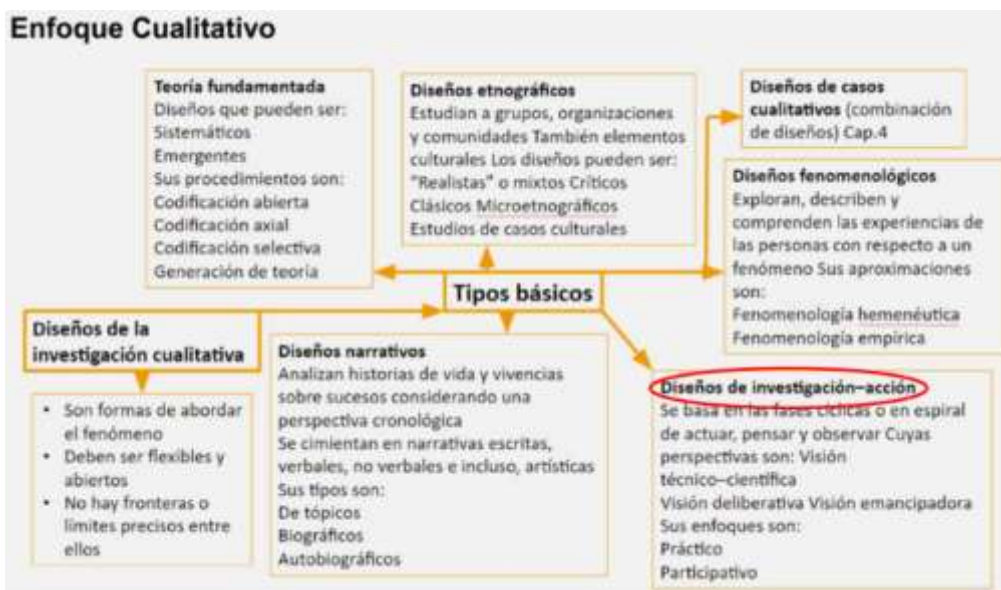 Enfoque Cualitativo
Teoría fundamentada
Diseños que pueden ser:
Sistemáticos
Emergentes
Sus procedimientos son:
Codificación abierta
Codificación axial
Codificación selectiva
Generación de teoría
Diseños etnográficos
Estudian a grupos, organizaciones
y comunidades También elementos
culturales Los diseños pueden ser:
"Realistas" o mixtos Críticos
Clásicos Microetnográficos
Estudios de casos culturales
Diseños de casos
cualitativos (combinación
de diseños) Cap.4
Diseños fenomenológicos
Exploran, describen y
comprenden las experiencias de
las personas con respecto a un
fenómeno Sus aproximaciones
son:
Fenomenología hemenéutica
Fenomenología empírica
Tipos básicos
Diseños de la
investigación cualitativa
• Son formas de abordar
el fenómeno
• Deben ser flexibles y
abiertos
• No hay fronteras o
límites precisos entre
ellos
Diseños narrativos
Analizan historias de vida y vivencias
sobre sucesos considerando una
perspectiva cronológica
Se cimientan en narrativas escritas,
verbales, no verbales e incluso, artísticas
Sus tipos son:
De tópicos
Biográficos
Autobiográficos
Diseños de investigación–acción
Se basa en las fases cíclicas o en espiral
de actuar, pensar y observar Cuyas
perspectivas son: Visión
técnico–científica
Visión deliberativa Visión emancipadora
Sus enfoques son:
Práctico
Participativo